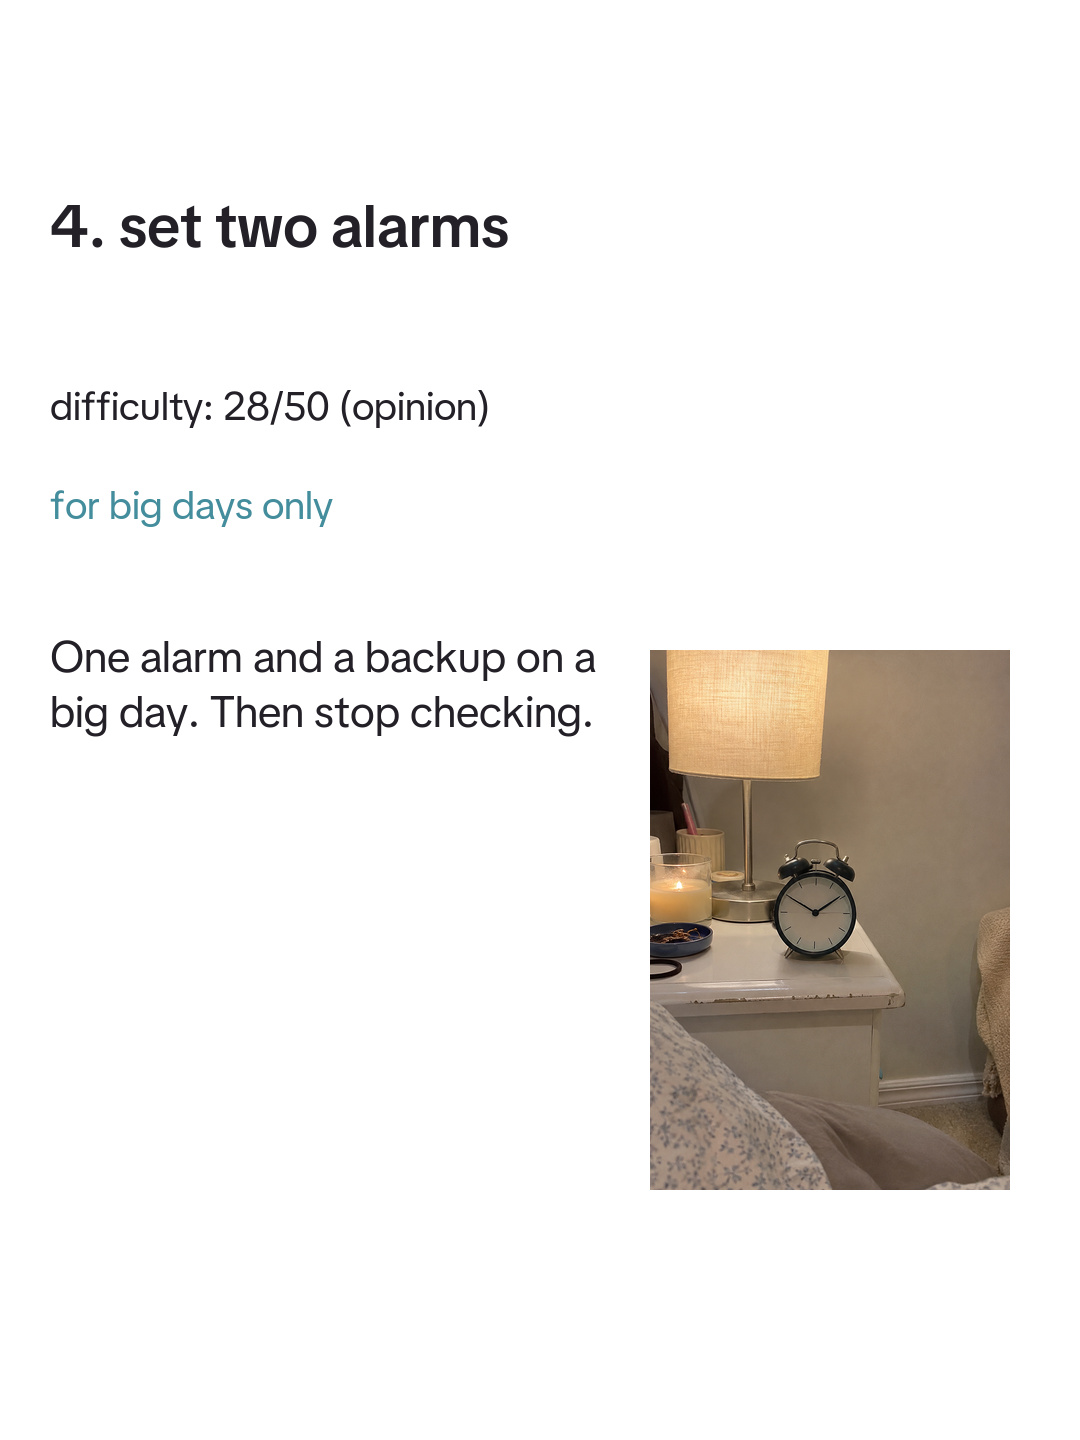 4. set two alarms
difficulty: 28/50 (opinion)
for big days only
One alarm and a backup on a
big day. Then stop checking.